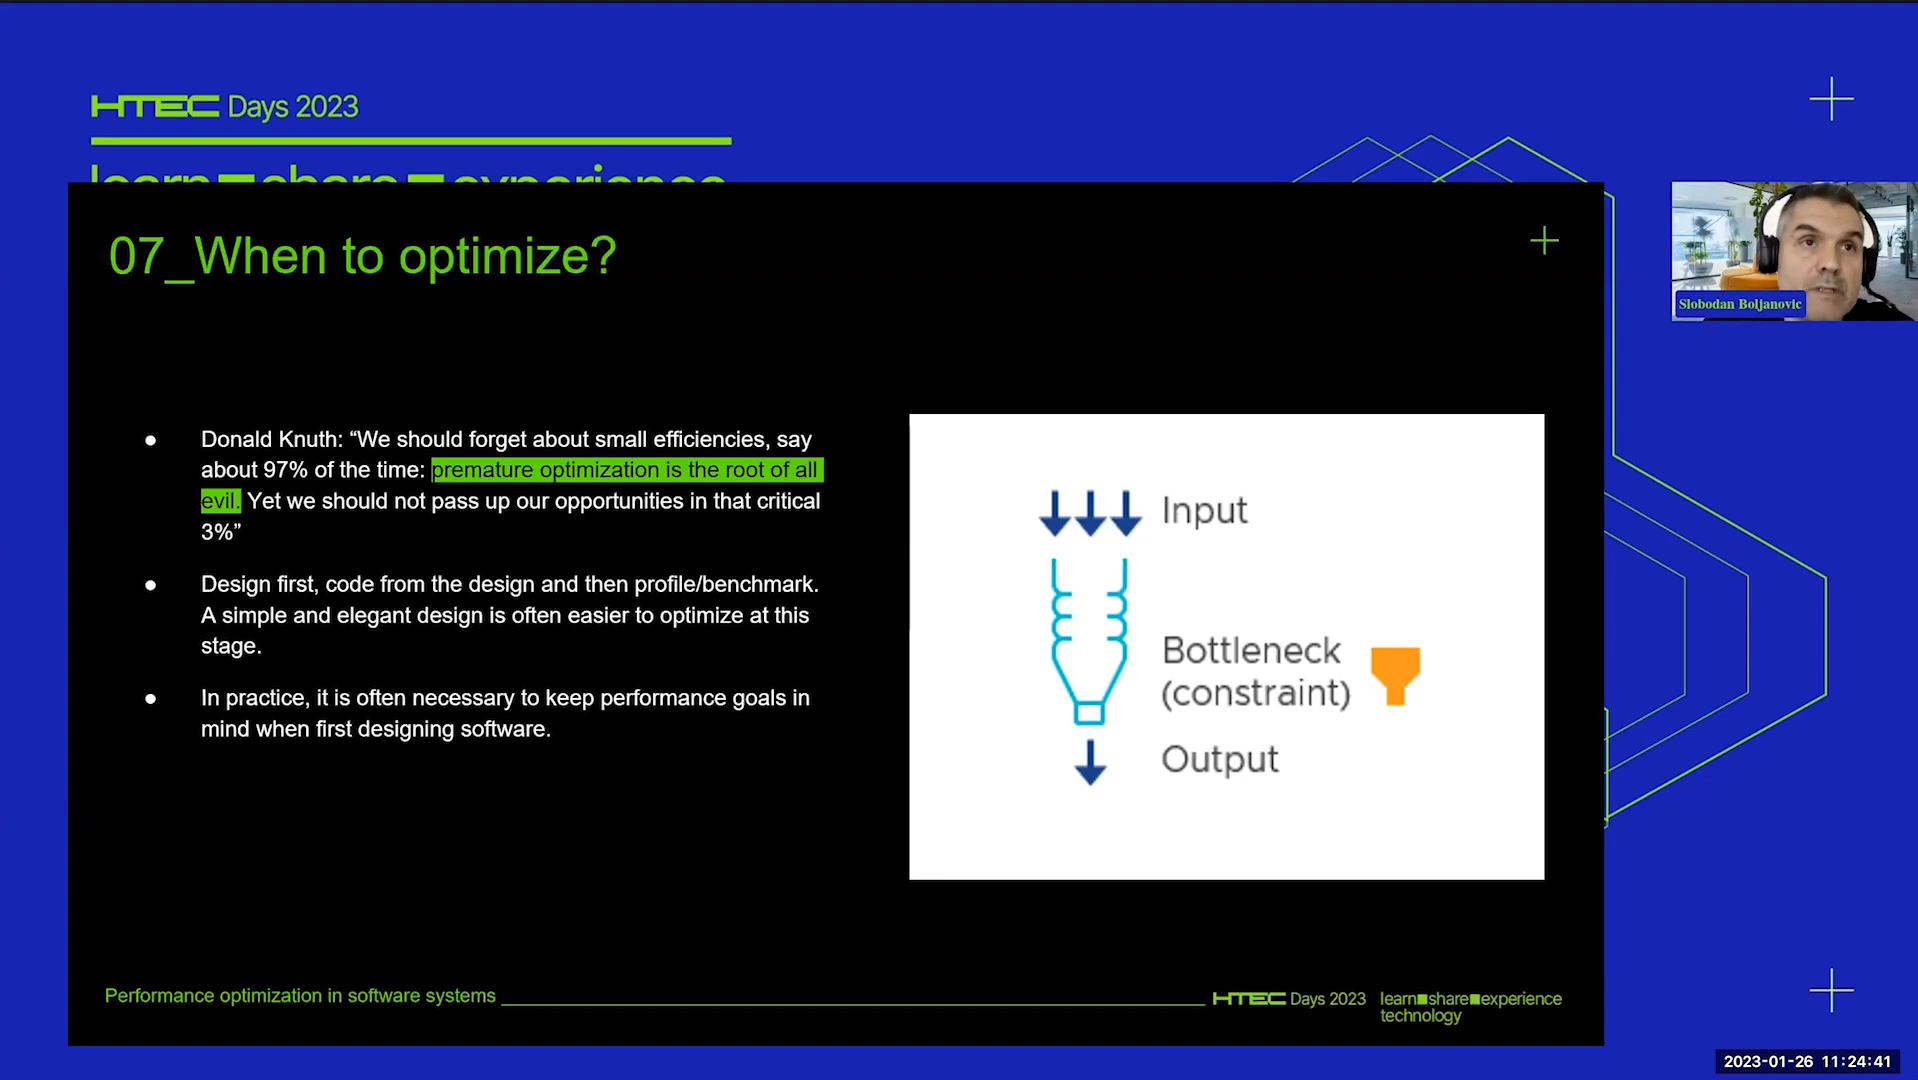 HTEC Days 2023
learn■share■experience
07_When to optimize?
Slobodan Boljanovic
● Donald Knuth: “We should forget about small efficiencies, say
about 97% of the time: premature optimization is the root of all
evil. Yet we should not pass up our opportunities in that critical
3%”
● Design first, code from the design and then profile/benchmark.
A simple and elegant design is often easier to optimize at this
stage.
● In practice, it is often necessary to keep performance goals in
mind when first designing software.
Input
Bottleneck
(constraint)
Output
Performance optimization in software systems
HTEC Days 2023
learn■share■experience
technology
2023-01-26 11:24:41